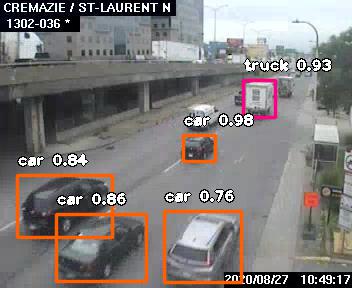 CREMAZIE / ST-LAURENT N
1302-036 *
truck 0.93
car 0.98
car 0.84
car 0.86
car 0.76
2020/08/27 10:49:17